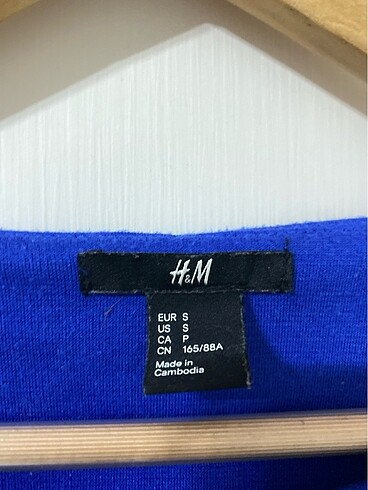 H&M
EUR S
US S
CA P
CN 165/88A
Made in
Cambodia